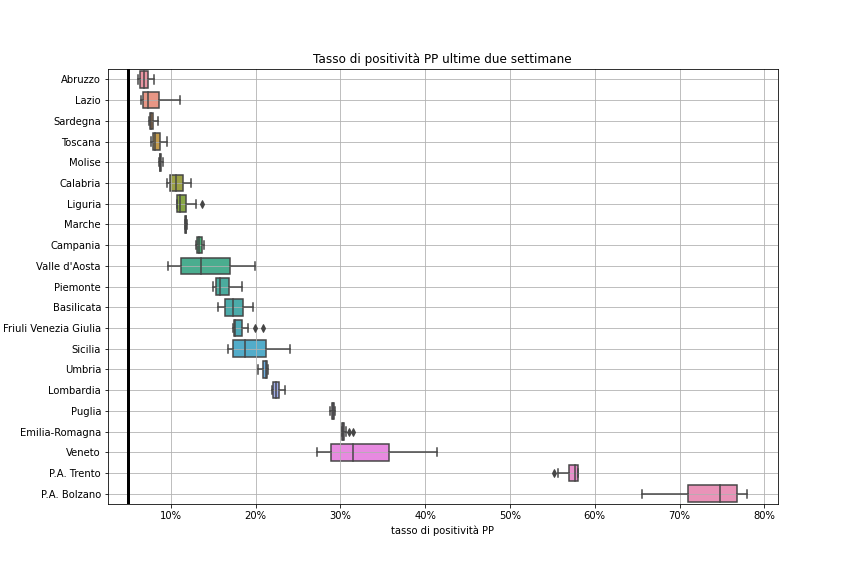 Tasso di positività PP ultime due settimane
Abruzzo
Lazio
Sardegna
Toscana
Molise
Calabria
Liguria
Marche
Campania
Valle d'Aosta
Piemonte
Basilicata
Friuli Venezia Giulia
Sicilia
Umbria
Lombardia
Puglia
Emilia-Romagna
Veneto
P.A. Trento
P.A. Bolzano
10% 20% 30% 40% 50% 60% 70% 80%
tasso di positività PP